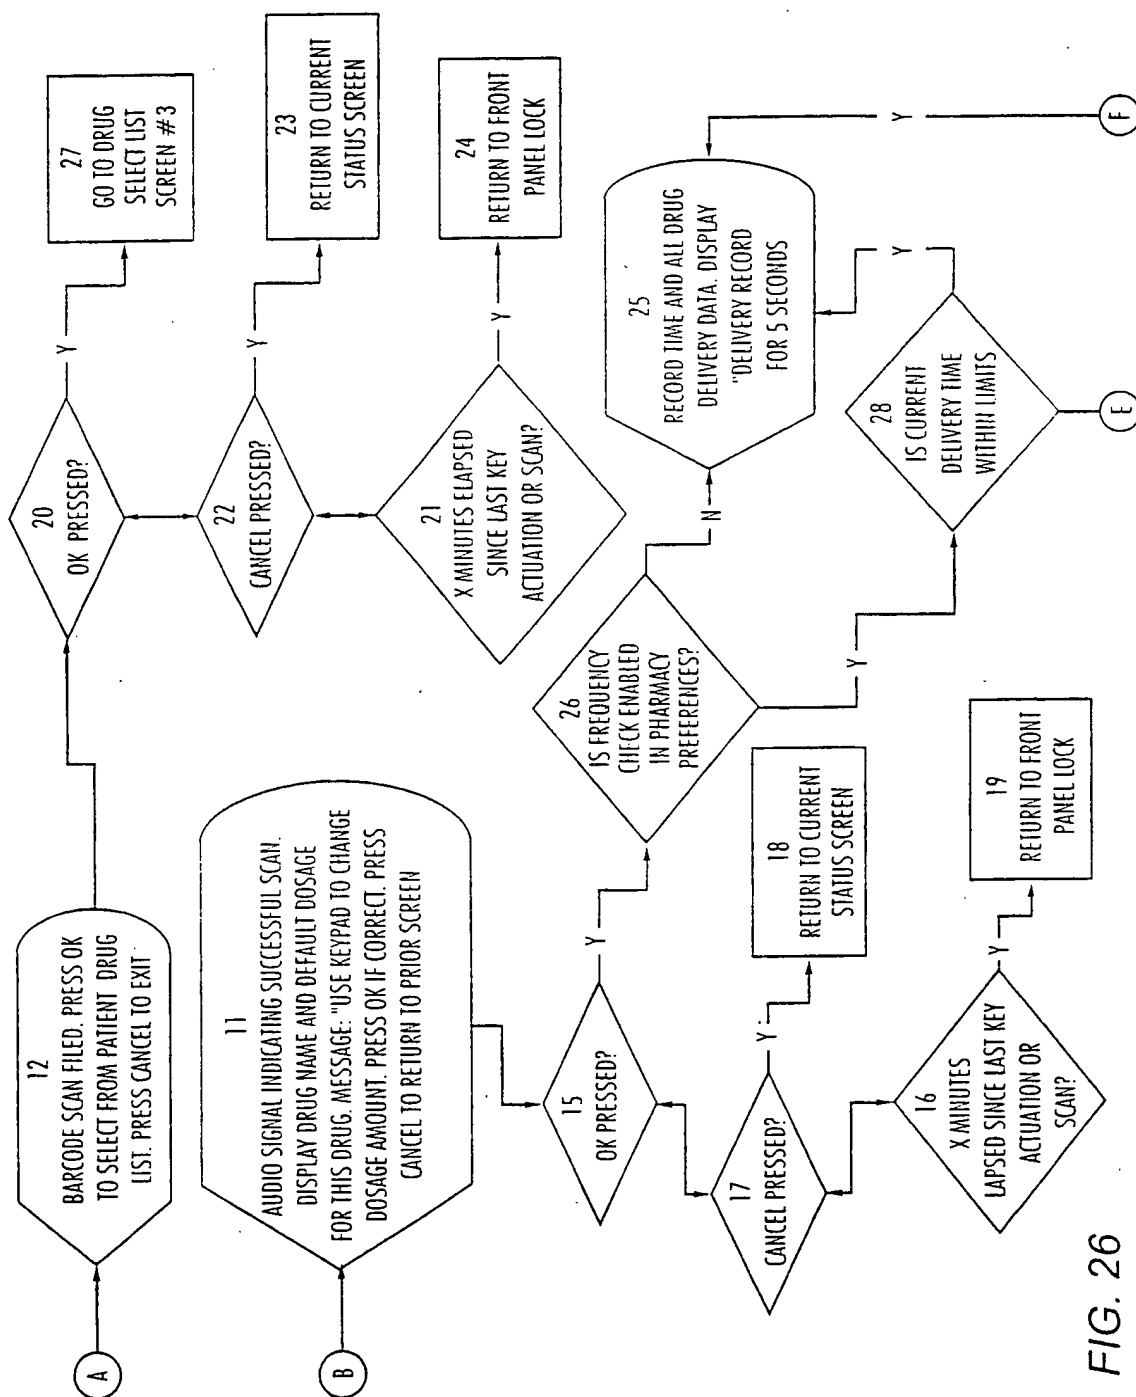 A
12
BARCODE SCAN FILED. PRESS OK
TO SELECT FROM PATIENT DRUG
LIST. PRESS CANCEL TO EXIT
20
OK PRESSED?
Y
27
GO TO DRUG
SELECT LIST
SCREEN #3
22
CANCEL PRESSED?
Y
23
RETURN TO CURRENT
STATUS SCREEN
21
X MINUTES ELAPSED
SINCE LAST KEY
ACTUATION OR SCAN?
Y
24
RETURN TO FRONT
PANEL LOCK
B
11
AUDIO SIGNAL INDICATING SUCCESSFUL SCAN.
DISPLAY DRUG NAME AND DEFAULT DOSAGE
FOR THIS DRUG. MESSAGE: "USE KEYPAD TO CHANGE
DOSAGE AMOUNT. PRESS OK IF CORRECT. PRESS
CANCEL TO RETURN TO PRIOR SCREEN
15
OK PRESSED?
Y
26
IS FREQUENCY
CHECK ENABLED
IN PHARMACY
PREFERENCES?
N
25
RECORD TIME AND ALL DRUG
DELIVERY DATA. DISPLAY
"DELIVERY RECORD
FOR 5 SECONDS
Y
17
CANCEL PRESSED?
Y
18
RETURN TO CURRENT
STATUS SCREEN
28
IS CURRENT
DELIVERY TIME
WITHIN LIMITS
Y
Y
16
X MINUTES
LAPSED SINCE LAST KEY
ACTUATION OR
SCAN?
Y
19
RETURN TO FRONT
PANEL LOCK
E
F
FIG. 26